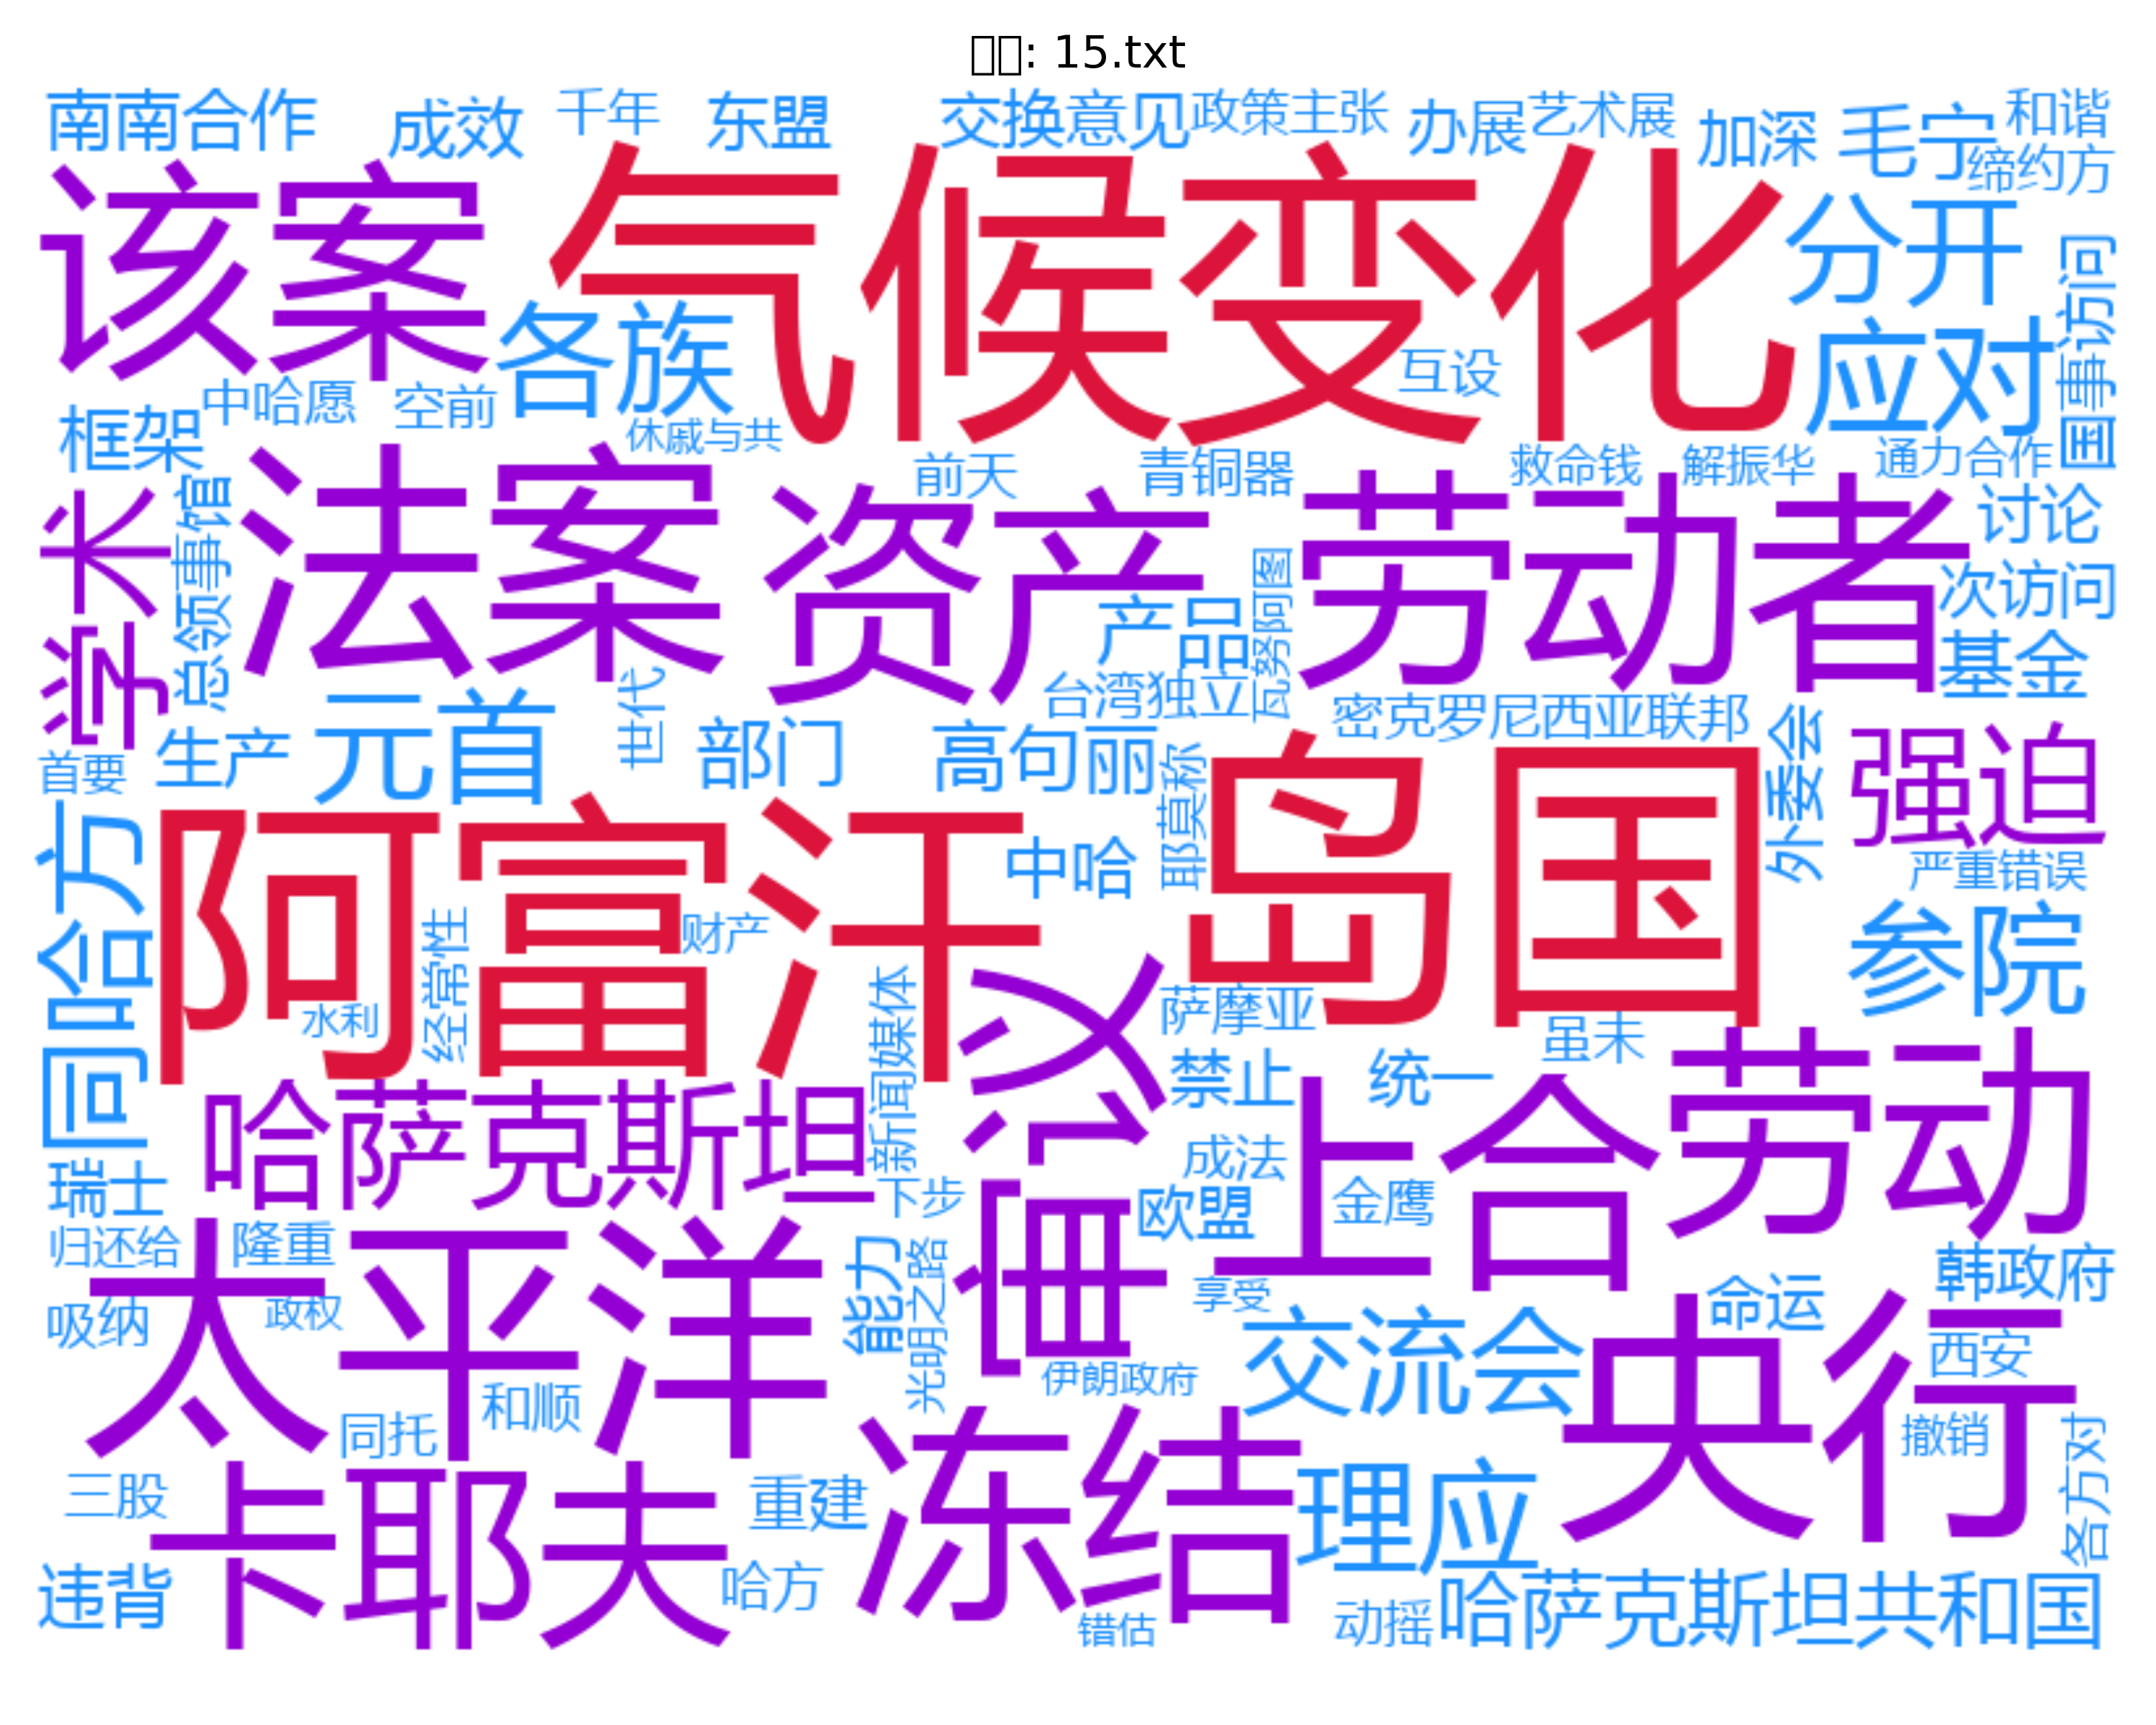 : 15.txt
南南合作 成效 千年 东盟 交换意见 政策主张 办展 艺术展 加深 毛宁 和谐
缔约方
该案 气候变化 分开
国事访问
各族 应对
互设
中哈愿 空前
框架 休戚与共
前天 青铜器 救命钱 解振华 通力合作
学术 总领事馆 法案 资产 劳动者 讨论
瓦努阿图 次访问
产品 基金
世代 台湾独立 密克罗尼西亚联邦
生产 元首 部门 高句丽 外委会 强迫
首要 耶莫称
同哈方 阿富汗 中哈 岛国 严重错误
经常性 财产 参院
水利 新闻媒体 汉 萨摩亚 虽未
禁止 统一
哈萨克斯坦 上合 劳动
瑞士 成法
下步 欧盟 金鹰
归还给 隆重 韩政府
太平洋 能力 光明之路 享受 命运
吸纳 政权 交流会 央行 西安
伊朗政府
同托 和顺 撤销
各方对
三股 卡耶夫 重建 冻结 理应
违背 哈方
错估 动摇 哈萨克斯坦共和国